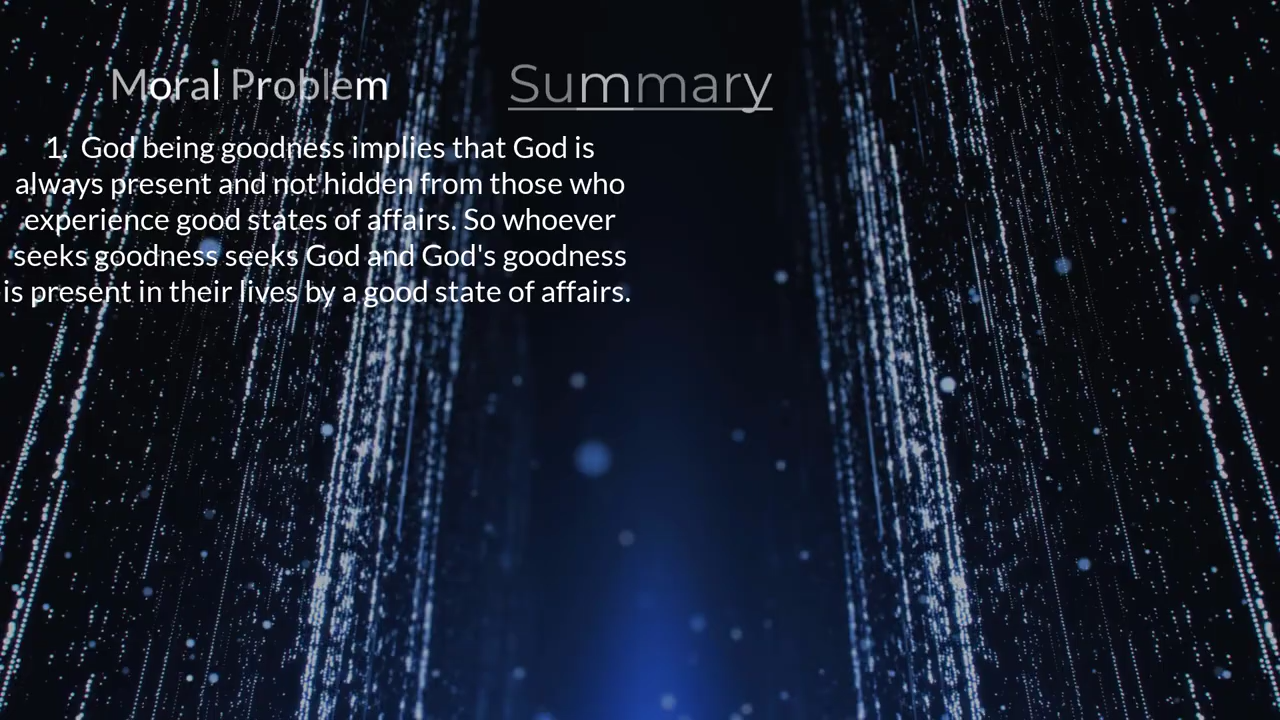 Moral Problem
Summary
1. God being goodness implies that God is
always present and not hidden from those who
experience good states of affairs. So whoever
seeks goodness seeks God and God's goodness
is present in their lives by a good state of affairs.